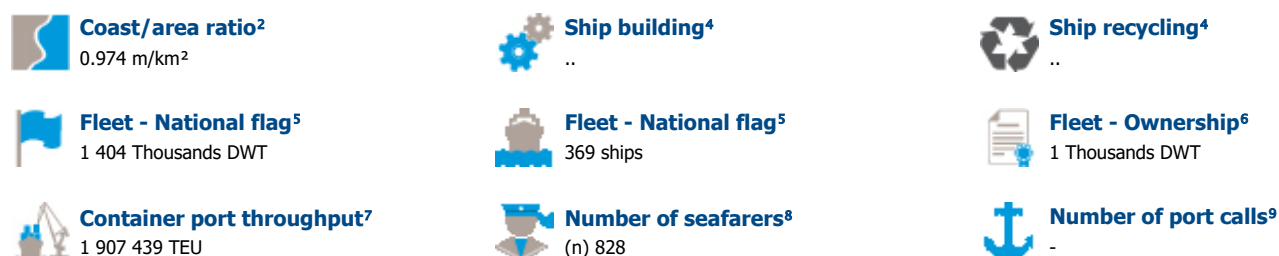 Coast/area ratio²
0.974 m/km²
Ship building⁴
..
Ship recycling⁴
..
Fleet - National flag⁵
1 404 Thousands DWT
Fleet - National flag⁵
369 ships
Fleet - Ownership⁶
1 Thousands DWT
Container port throughput⁷
1 907 439 TEU
Number of seafarers⁸
(n) 828
Number of port calls⁹
-